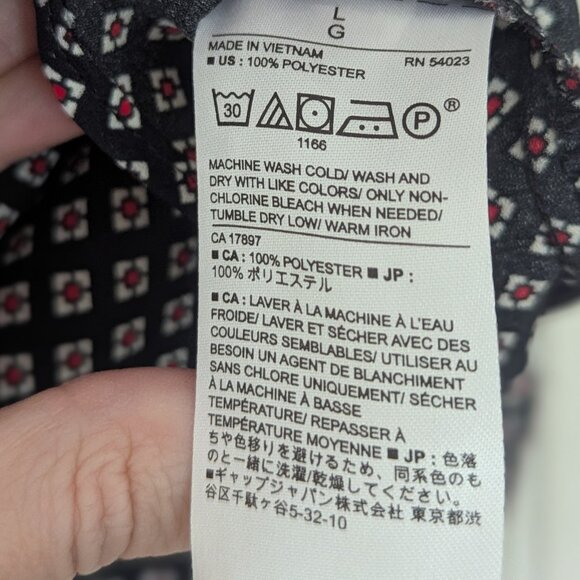 L
G
MADE IN VIETNAM RN 54023
■ US : 100% POLYESTER
30 P ®
1166
MACHINE WASH COLD/ WASH AND
DRY WITH LIKE COLORS/ ONLY NON-
CHLORINE BLEACH WHEN NEEDED/
TUMBLE DRY LOW/ WARM IRON
CA 17897
■ CA : 100% POLYESTER ■ JP :
100% ポリエステル
■ CA : LAVER À LA MACHINE À L'EAU
FROIDE/ LAVER ET SÉCHER AVEC DES
COULEURS SEMBLABLES/ UTILISER AU
BESOIN UN AGENT DE BLANCHIMENT
SANS CHLORE UNIQUEMENT/ SÉCHER
À LA MACHINE À BASSE
TEMPÉRATURE/ REPASSER À
TEMPÉRATURE MOYENNE ■ JP : 色落
ちや色移りを避けるため、同系色のも
のと一緒に洗濯/乾燥してください。
■ギャップジャパン株式会社 東京都渋
谷区千駄ヶ谷5-32-10